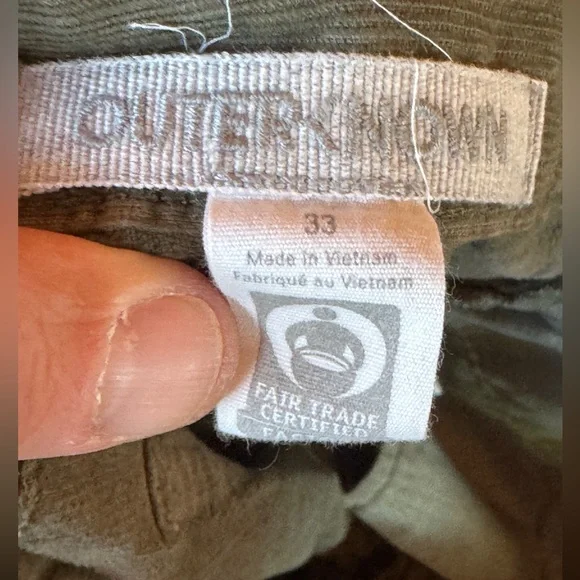 OUTERKNOWN
33
Made in Vietnam
Fabriqué au Vietnam
FAIR TRADE
CERTIFIED